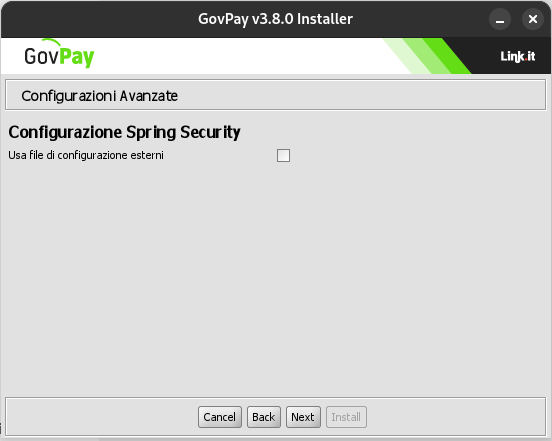 GovPay v3.8.0 Installer
GovPay
Link.it
Configurazioni Avanzate
Configurazione Spring Security
Usa file di configurazione esterni
Cancel Back Next Install